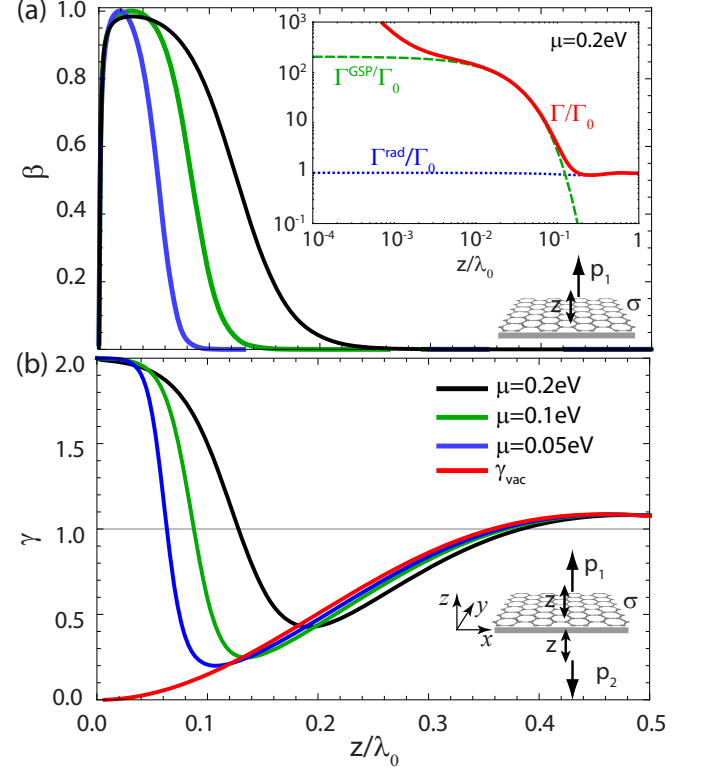 (a)
1.0
0.8
0.6
0.4
0.2
β
10³
10²
10
1
10⁻¹
μ=0.2eV
Γᴳˢᴾ/Γ₀
Γ/Γ₀
Γʳᵃᵈ/Γ₀
10⁻⁴ 10⁻³ 10⁻² 10⁻¹ 1
z/λ₀
p₁
z
σ
(b)
2.0
1.5
1.0
0.5
0.0
γ
μ=0.2eV
μ=0.1eV
μ=0.05eV
γvac
p₁
z
σ
z
y
x
z
p₂
0.0 0.1 0.2 0.3 0.4 0.5
z/λ₀